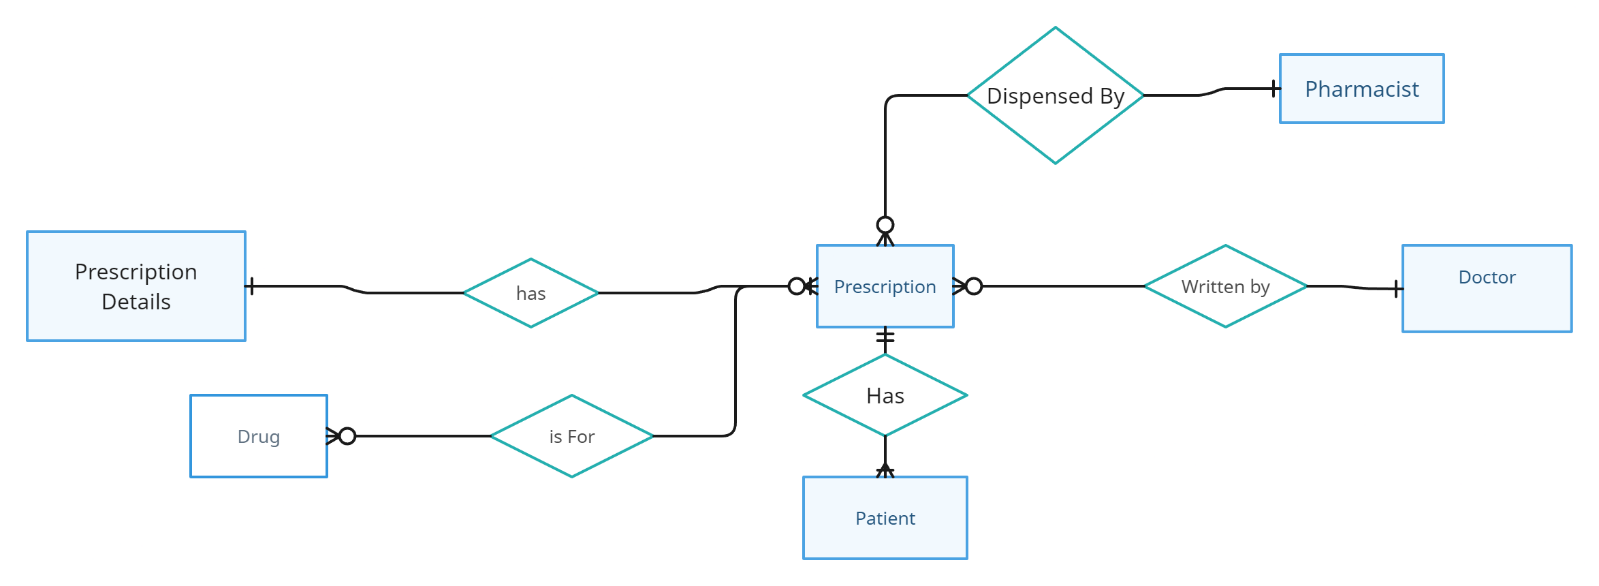 Dispensed By
Pharmacist
Prescription
Details
has
Prescription
Written by
Doctor
Drug
is For
Has
Patient